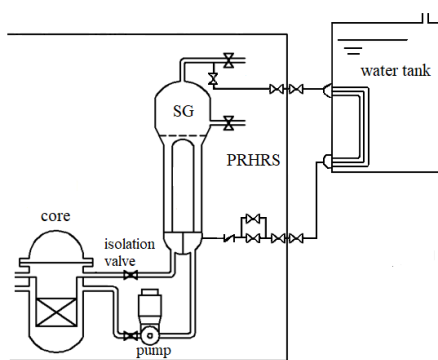 water tank
SG
PRHRS
core
isolation
valve
pump